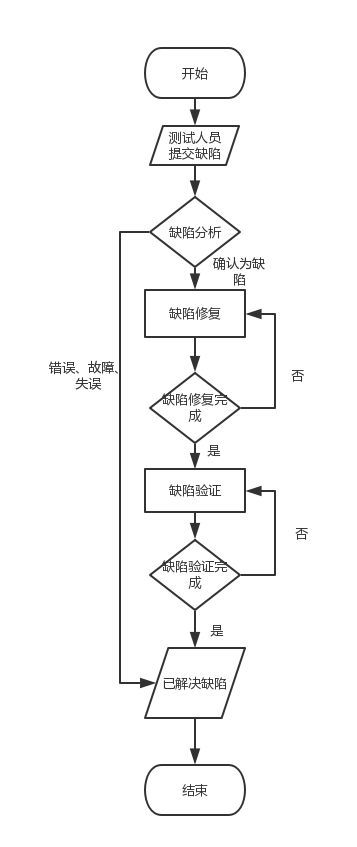 开始
测试人员
提交缺陷
缺陷分析
确认为缺
陷
缺陷修复
错误、故障、
失误
否
缺陷修复完
成
是
缺陷验证
否
缺陷验证完
成
是
已解决缺陷
结束